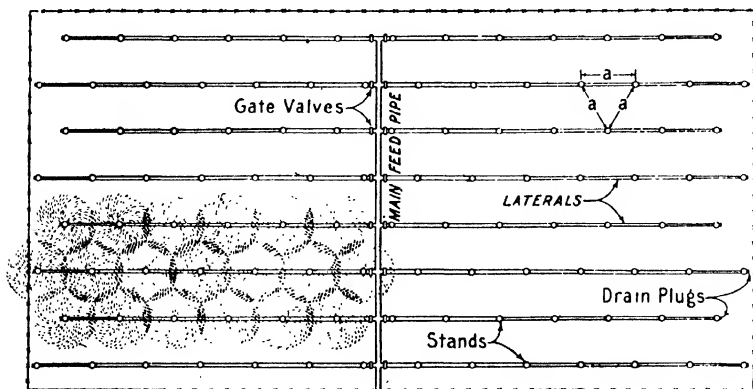 a
a a
Gate Valves
MAIN FEED PIPE
LATERALS
Drain Plugs
Stands